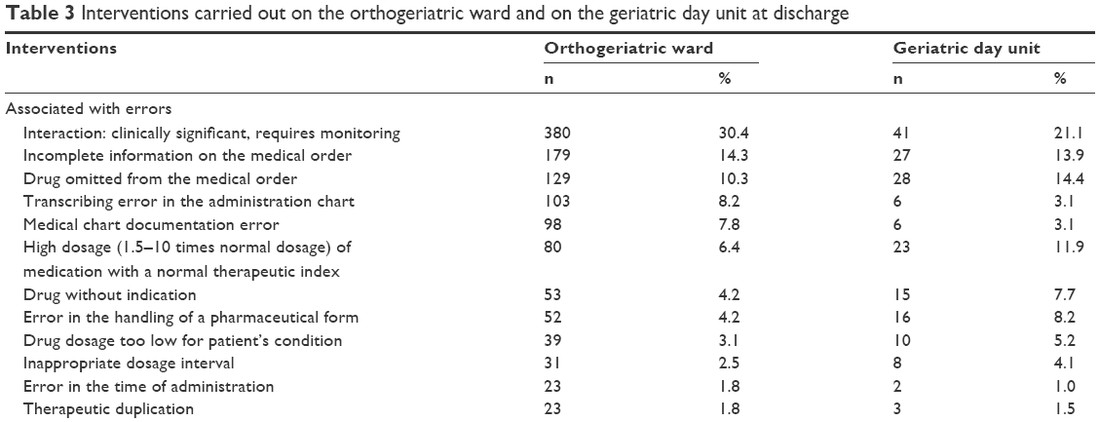 Table 3 Interventions carried out on the orthogeriatric ward and on the geriatric day unit at discharge
Interventions Orthogeriatric ward Geriatric day unit
n % n %
Associated with errors
Interaction: clinically significant, requires monitoring 380 30.4 41 21.1
Incomplete information on the medical order 179 14.3 27 13.9
Drug omitted from the medical order 129 10.3 28 14.4
Transcribing error in the administration chart 103 8.2 6 3.1
Medical chart documentation error 98 7.8 6 3.1
High dosage (1.5–10 times normal dosage) of 80 6.4 23 11.9
medication with a normal therapeutic index
Drug without indication 53 4.2 15 7.7
Error in the handling of a pharmaceutical form 52 4.2 16 8.2
Drug dosage too low for patient's condition 39 3.1 10 5.2
Inappropriate dosage interval 31 2.5 8 4.1
Error in the time of administration 23 1.8 2 1.0
Therapeutic duplication 23 1.8 3 1.5